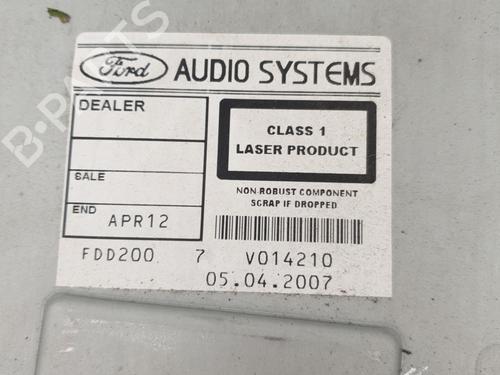 Ford AUDIO SYSTEMS
DEALER
SALE
END APR12
CLASS 1
LASER PRODUCT
NON-ROBUST COMPONENT
SCRAP IF DROPPED
FDD200 7 V014210
05.04.2007
B-PARTS